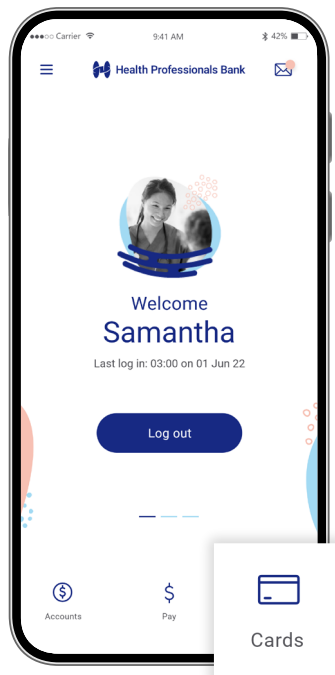 Carrier 9:41 AM 42%
Health Professionals Bank
Welcome
Samantha
Last log in: 03:00 on 01 Jun 22
Log out
Accounts
Pay
Cards